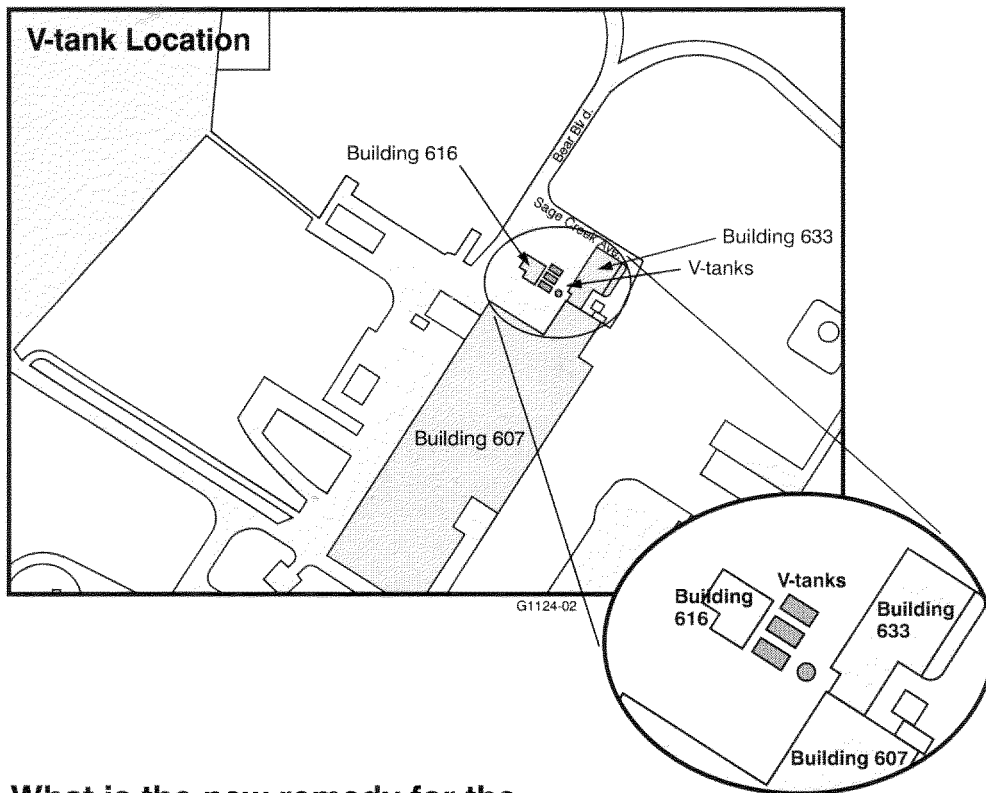 V-tank Location
Bear Blvd.
Building 616
Sage Creek Ave.
Building 633
V-tanks
Building 607
G1124-02
V-tanks
Building
616
Building
633
Building 607
What is the new remedy for the